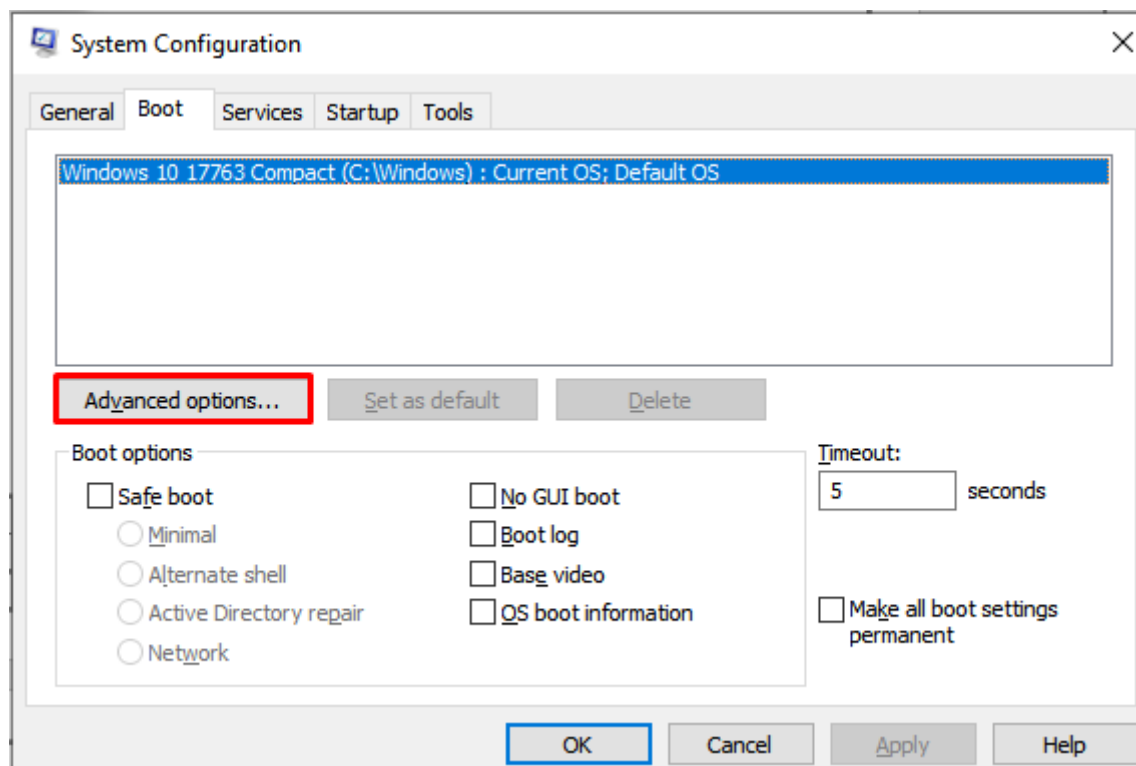 System Configuration
General Boot Services Startup Tools
Windows 10 17763 Compact (C:\Windows) : Current OS; Default OS
Advanced options... Set as default Delete
Boot options
Safe boot
Minimal
Alternate shell
Active Directory repair
Network
No GUI boot
Boot log
Base video
OS boot information
Timeout:
5 seconds
Make all boot settings
permanent
OK Cancel Apply Help